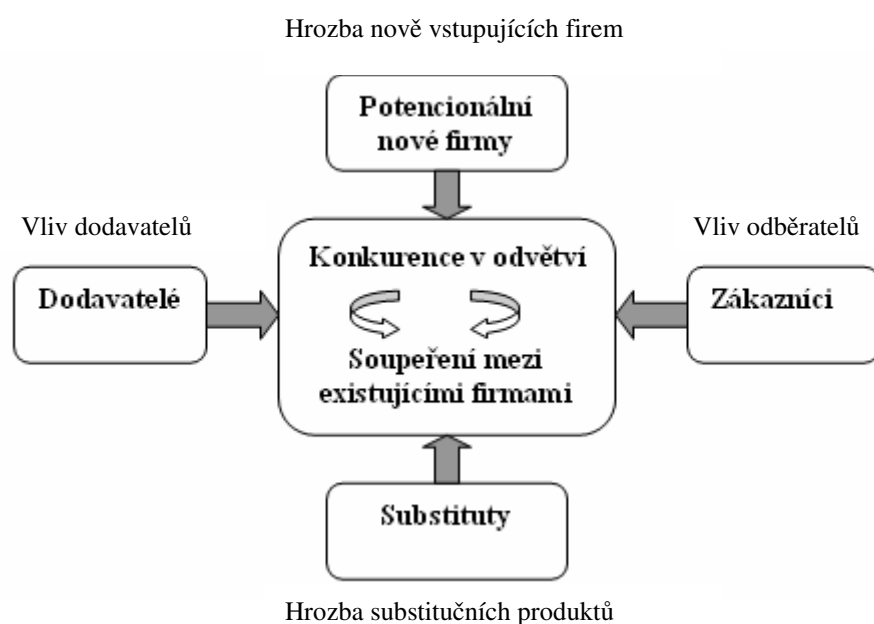 Hrozba nově vstupujících firem
Potencionální
nové firmy
Vliv dodavatelů
Vliv odběratelů
Dodavatelé
Konkurence v odvětví
Soupeření mezi
existujícími firmami
Zákazníci
Substituty
Hrozba substitučních produktů